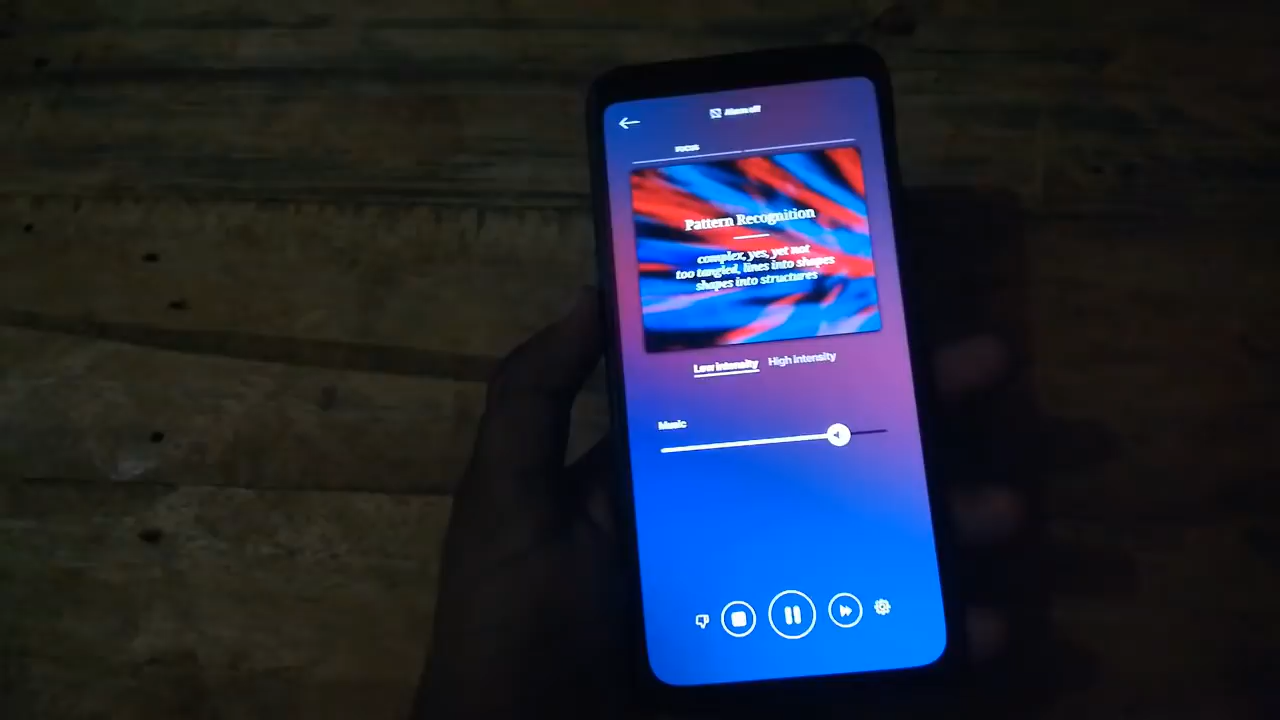 Alarm off
FOCUS
Pattern Recognition
complex, yes, yet not
too tangled, lines into shapes
shapes into structures
Low intensity High intensity
Music